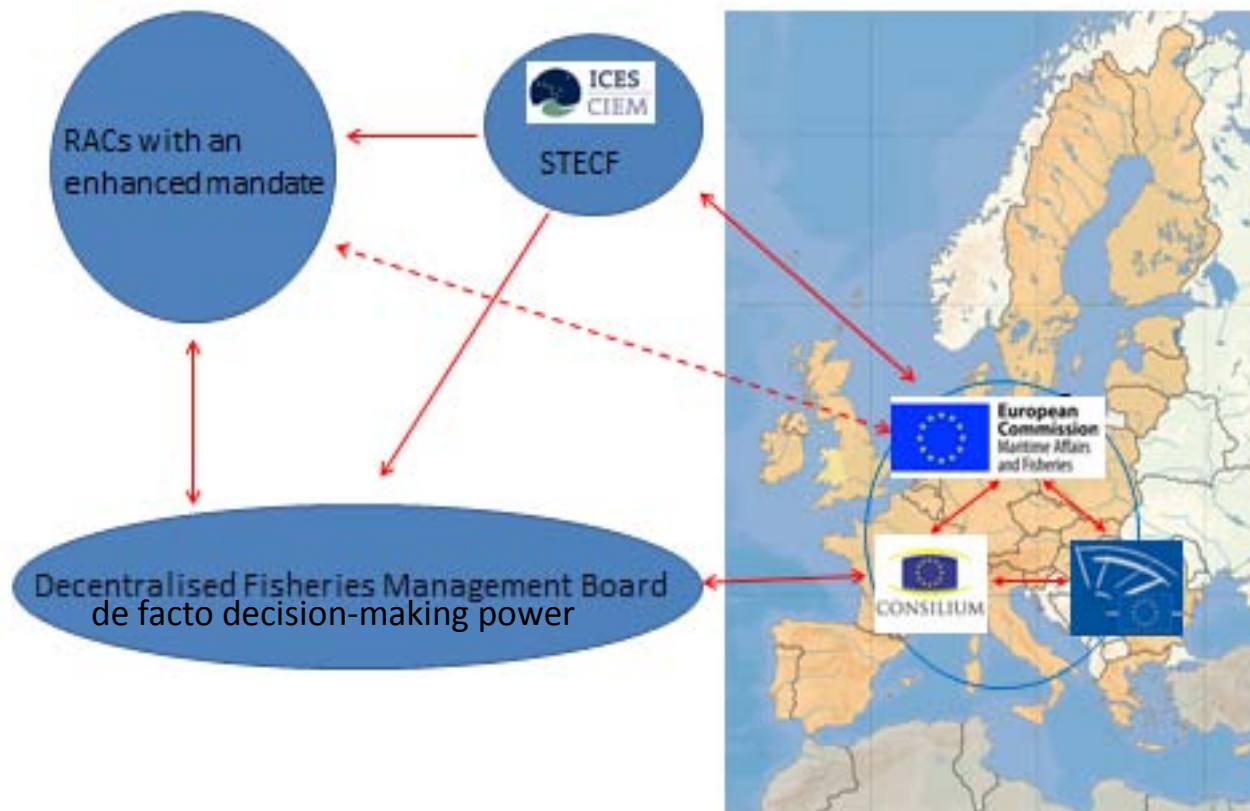 RACs with an
enhanced mandate
ICES
CIEM
STECF
European
Commission
Maritime Affairs
and Fisheries
CONSILIUM
Decentralised Fisheries Management Board
de facto decision-making power